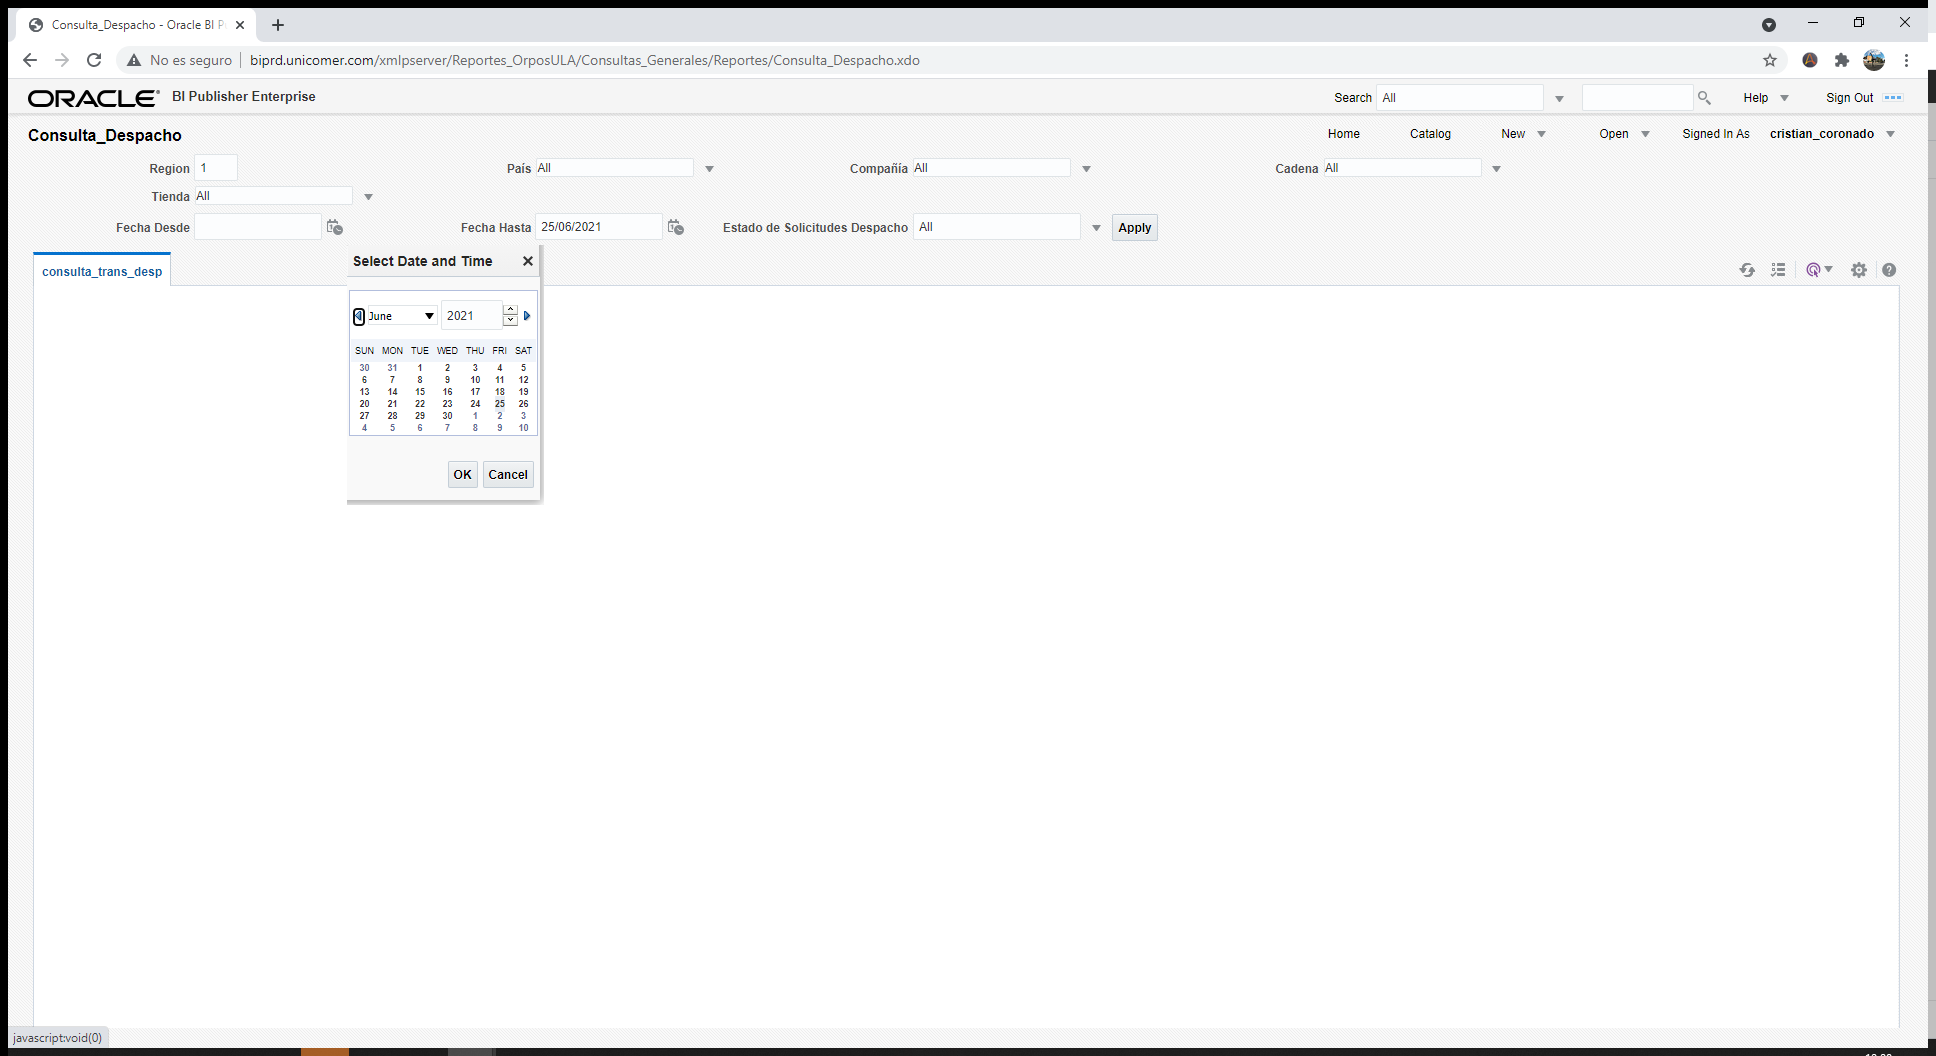 Consulta_Despacho - Oracle BI P
No es seguro
biprd.unicomer.com/xmlpserver/Reportes_OrposULA/Consultas_Generales/Reportes/Consulta_Despacho.xdo
ORACLE BI Publisher Enterprise
Search All
Help
Sign Out
Consulta_Despacho
Home Catalog New Open Signed In As cristian_coronado
Region 1 País All Compañía All Cadena All
Tienda All
Fecha Desde Fecha Hasta 25/06/2021 Estado de Solicitudes Despacho All Apply
consulta_trans_desp
Select Date and Time
June 2021
SUN MON TUE WED THU FRI SAT
30 31 1 2 3 4 5
6 7 8 9 10 11 12
13 14 15 16 17 18 19
20 21 22 23 24 25 26
27 28 29 30 1 2 3
4 5 6 7 8 9 10
OK Cancel
javascript:void(0)